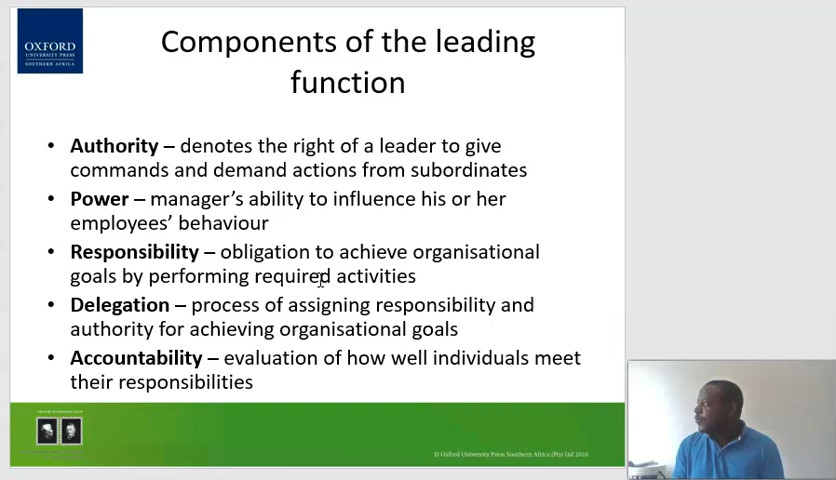 OXFORD
UNIVERSITY PRESS
SOUTHERN AFRICA
Components of the leading
function
• Authority – denotes the right of a leader to give
commands and demand actions from subordinates
• Power – manager's ability to influence his or her
employees' behaviour
• Responsibility – obligation to achieve organisational
goals by performing required activities
• Delegation – process of assigning responsibility and
authority for achieving organisational goals
• Accountability – evaluation of how well individuals meet
their responsibilities
© Oxford University Press Southern Africa (Pty) Ltd 2016